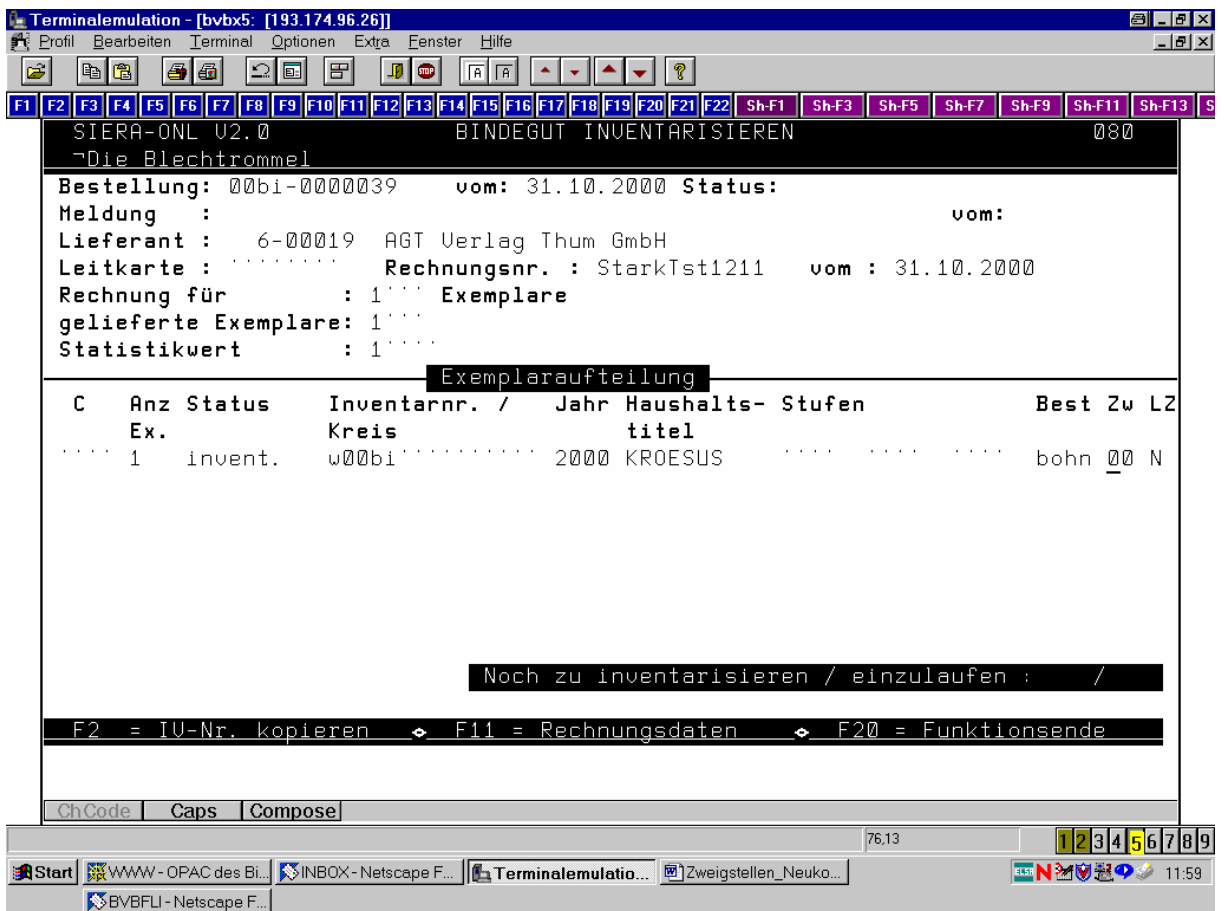 Terminalemulation - [bvbx5: [193.174.96.26]]
Profil Bearbeiten Terminal Optionen Extra Fenster Hilfe
F1 F2 F3 F4 F5 F6 F7 F8 F9 F10 F11 F12 F13 F14 F15 F16 F17 F18 F19 F20 F21 F22 Sh-F1 Sh-F3 Sh-F5 Sh-F7 Sh-F9 Sh-F11 Sh-F13 S
SIERA-ONL V2.0 BINDEGUT INVENTARISIEREN 080
¬Die Blechtrommel
Bestellung: 00bi-0000039 vom: 31.10.2000 Status:
Meldung : vom:
Lieferant : 6-00019 AGT Verlag Thum GmbH
Leitkarte : ········ Rechnungsnr. : StarkTst1211 vom : 31.10.2000
Rechnung für : 1··· Exemplare
gelieferte Exemplare: 1···
Statistikwert : 1····
Exemplaraufteilung
C Anz Status Inventarnr. / Jahr Haushalts- Stufen Best Zw LZ
Ex. Kreis titel
···· 1 invent. w00bi·········· 2000 KROESUS ···· ···· ···· bohn 00 N
Noch zu inventarisieren / einzulaufen : /
F2 = IV-Nr. kopieren F11 = Rechnungsdaten F20 = Funktionsende
ChCode Caps Compose
76,13 1 2 3 4 5 6 7 8 9
Start WWW - OPAC des Bi... INBOX - Netscape F... Terminalemulatio... Zweigstellen_Neuko... 11:59
BVBFLI - Netscape F...